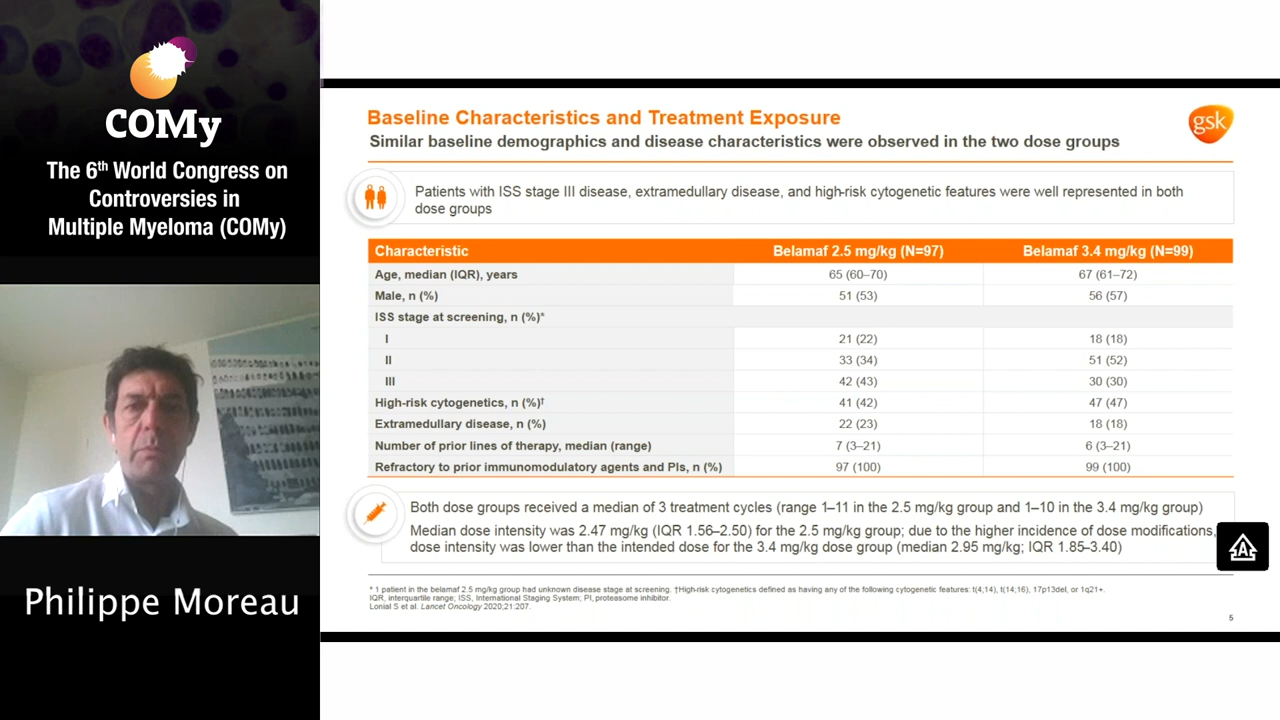 COMy
The 6th World Congress on
Controversies in
Multiple Myeloma (COMy)
Philippe Moreau
Baseline Characteristics and Treatment Exposure
Similar baseline demographics and disease characteristics were observed in the two dose groups
gsk
Patients with ISS stage III disease, extramedullary disease, and high-risk cytogenetic features were well represented in both
dose groups
Characteristic Belamaf 2.5 mg/kg (N=97) Belamaf 3.4 mg/kg (N=99)
Age, median (IQR), years 65 (60–70) 67 (61–72)
Male, n (%) 51 (53) 56 (57)
ISS stage at screening, n (%)*
I 21 (22) 18 (18)
II 33 (34) 51 (52)
III 42 (43) 30 (30)
High-risk cytogenetics, n (%)† 41 (42) 47 (47)
Extramedullary disease, n (%) 22 (23) 18 (18)
Number of prior lines of therapy, median (range) 7 (3–21) 6 (3–21)
Refractory to prior immunomodulatory agents and PIs, n (%) 97 (100) 99 (100)
Both dose groups received a median of 3 treatment cycles (range 1–11 in the 2.5 mg/kg group and 1–10 in the 3.4 mg/kg group)
Median dose intensity was 2.47 mg/kg (IQR 1.56–2.50) for the 2.5 mg/kg group; due to the higher incidence of dose modifications,
dose intensity was lower than the intended dose for the 3.4 mg/kg dose group (median 2.95 mg/kg; IQR 1.85–3.40)
A
* 1 patient in the belamaf 2.5 mg/kg group had unknown disease stage at screening. †High-risk cytogenetics defined as having any of the following cytogenetic features: t(4;14), t(14;16), 17p13del, or 1q21+.
IQR, interquartile range; ISS, International Staging System; PI, proteasome inhibitor.
Lonial S et al. Lancet Oncology 2020;21:207.
5